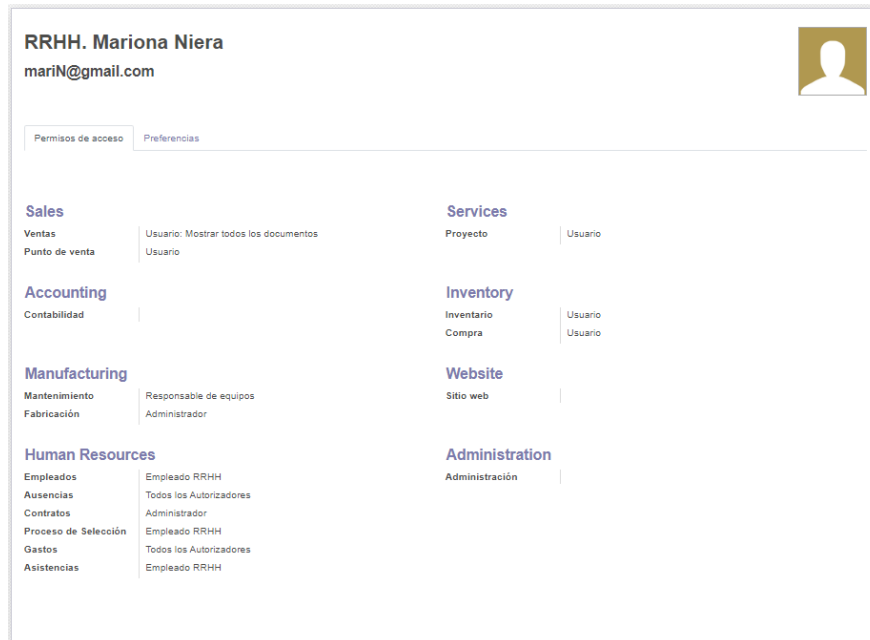 RRHH. Mariona Niera
mariN@gmail.com
Permisos de acceso Preferencias
Sales
Ventas Usuario: Mostrar todos los documentos
Punto de venta Usuario
Services
Proyecto Usuario
Accounting
Contabilidad
Inventory
Inventario Usuario
Compra Usuario
Manufacturing
Mantenimiento Responsable de equipos
Fabricación Administrador
Website
Sitio web
Human Resources
Empleados Empleado RRHH
Ausencias Todos los Autorizadores
Contratos Administrador
Proceso de Selección Empleado RRHH
Gastos Todos los Autorizadores
Asistencias Empleado RRHH
Administration
Administración